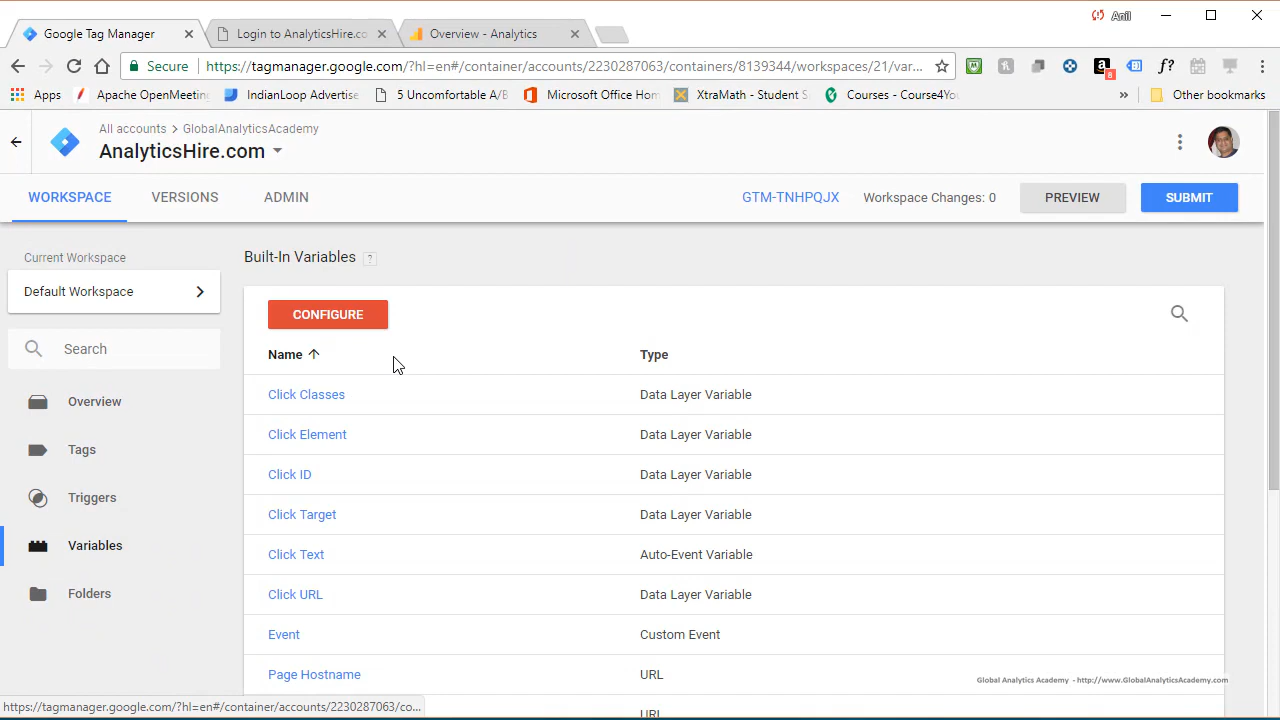 Anil
Google Tag Manager
Login to AnalyticsHire.co
Overview - Analytics
Secure
https://tagmanager.google.com/?hl=en#/container/accounts/2230287063/containers/8139344/workspaces/21/var...
8
f?
Apps
Apache OpenMeetin
IndianLoop Advertise
5 Uncomfortable A/B
Microsoft Office Hom
XtraMath - Student S
Courses - Course4Yo
»
Other bookmarks
All accounts > GlobalAnalyticsAcademy
AnalyticsHire.com
WORKSPACE
VERSIONS
ADMIN
GTM-TNHPQJX
Workspace Changes: 0
PREVIEW
SUBMIT
Current Workspace
Default Workspace
Search
Overview
Tags
Triggers
Variables
Folders
Built-In Variables ?
CONFIGURE
Name
Type
Click Classes
Data Layer Variable
Click Element
Data Layer Variable
Click ID
Data Layer Variable
Click Target
Data Layer Variable
Click Text
Auto-Event Variable
Click URL
Data Layer Variable
Event
Custom Event
Page Hostname
URL
Global Analytics Academy - http://www.GlobalAnalyticsAcademy.com
https://tagmanager.google.com/?hl=en#/container/accounts/2230287063/co...
URL